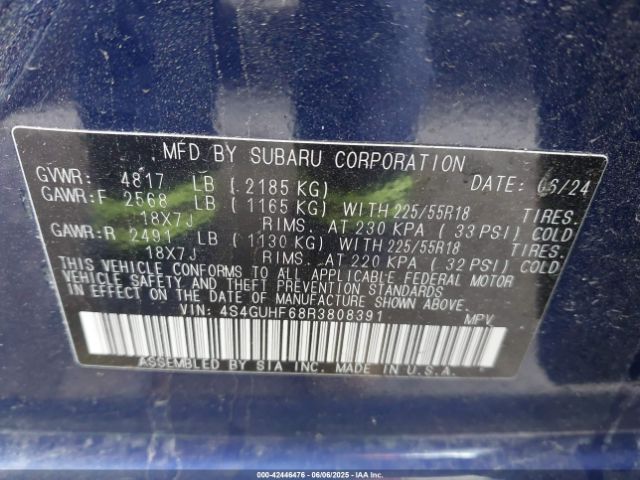 MFD BY SUBARU CORPORATION DATE: 06/24
GVWR: 4817 LB ( 2185 KG)
GAWR:F 2568 LB ( 1165 KG) WITH 225/55R18 TIRES.
18X7J RIMS. AT 230 KPA ( 33 PSI) COLD
GAWR:R 2491 LB ( 1130 KG) WITH 225/55R18 TIRES.
18X7J RIMS. AT 220 KPA ( 32 PSI) COLD
THIS VEHICLE CONFORMS TO ALL APPLICABLE FEDERAL MOTOR
VEHICLE SAFETY AND THEFT PREVENTION STANDARDS
IN EFFECT ON THE DATE OF MANUFACTURE SHOWN ABOVE.
VIN: 4S4GUHF68R3808391 MPV
ASSEMBLED BY SIA INC. MADE IN U.S.A.
000-42446476 - 06/06/2025 - IAAI.COM